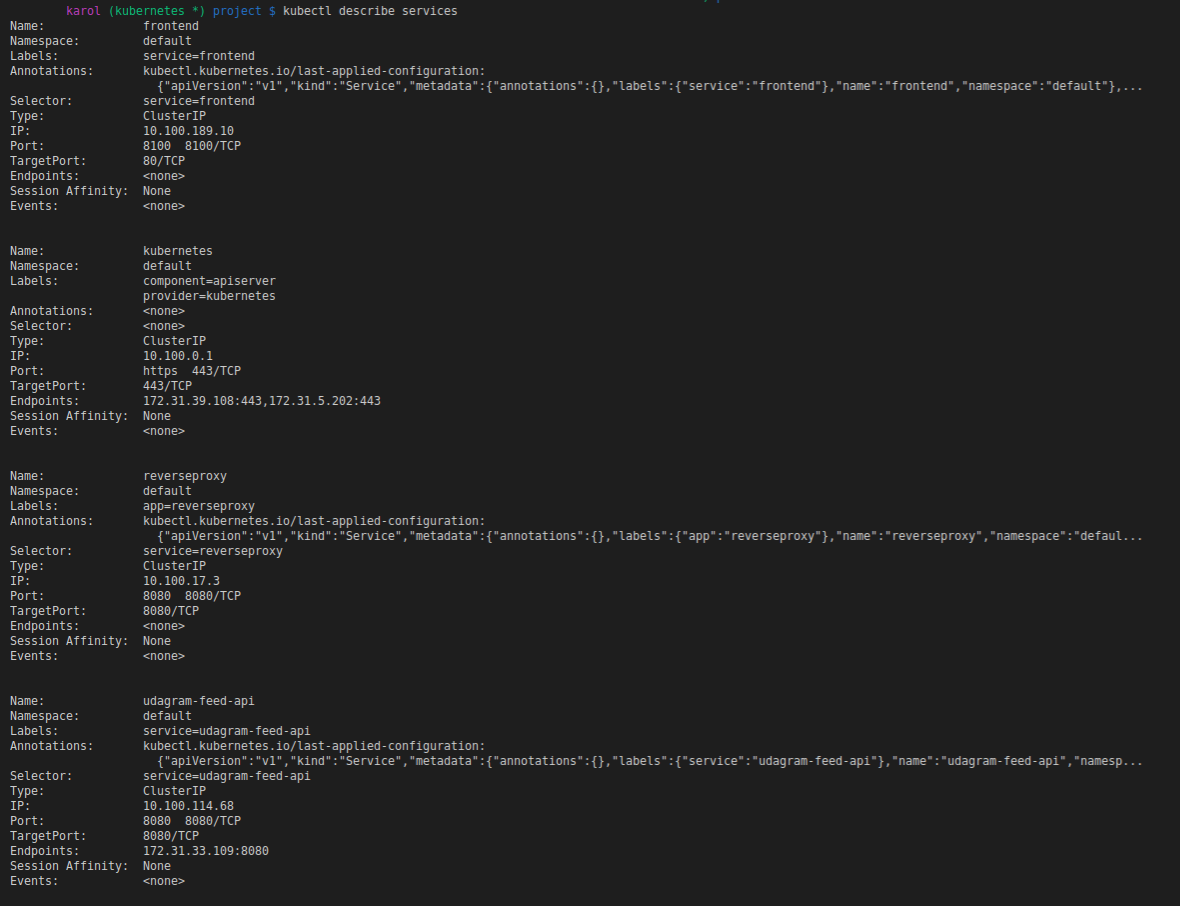 karol (kubernetes *) project $ kubectl describe services
Name:              frontend
Namespace:         default
Labels:            service=frontend
Annotations:       kubectl.kubernetes.io/last-applied-configuration:
                     {"apiVersion":"v1","kind":"Service","metadata":{"annotations":{},"labels":{"service":"frontend"},"name":"frontend","namespace":"default"},...
Selector:          service=frontend
Type:              ClusterIP
IP:                10.100.189.10
Port:              8100  8100/TCP
TargetPort:        80/TCP
Endpoints:         <none>
Session Affinity:  None
Events:            <none>

Name:              kubernetes
Namespace:         default
Labels:            component=apiserver
                   provider=kubernetes
Annotations:       <none>
Selector:          <none>
Type:              ClusterIP
IP:                10.100.0.1
Port:              https  443/TCP
TargetPort:        443/TCP
Endpoints:         172.31.39.108:443,172.31.5.202:443
Session Affinity:  None
Events:            <none>

Name:              reverseproxy
Namespace:         default
Labels:            app=reverseproxy
Annotations:       kubectl.kubernetes.io/last-applied-configuration:
                     {"apiVersion":"v1","kind":"Service","metadata":{"annotations":{},"labels":{"app":"reverseproxy"},"name":"reverseproxy","namespace":"defaul...
Selector:          service=reverseproxy
Type:              ClusterIP
IP:                10.100.17.3
Port:              8080  8080/TCP
TargetPort:        8080/TCP
Endpoints:         <none>
Session Affinity:  None
Events:            <none>

Name:              udagram-feed-api
Namespace:         default
Labels:            service=udagram-feed-api
Annotations:       kubectl.kubernetes.io/last-applied-configuration:
                     {"apiVersion":"v1","kind":"Service","metadata":{"annotations":{},"labels":{"service":"udagram-feed-api"},"name":"udagram-feed-api","namesp...
Selector:          service=udagram-feed-api
Type:              ClusterIP
IP:                10.100.114.68
Port:              8080  8080/TCP
TargetPort:        8080/TCP
Endpoints:         172.31.33.109:8080
Session Affinity:  None
Events:            <none>